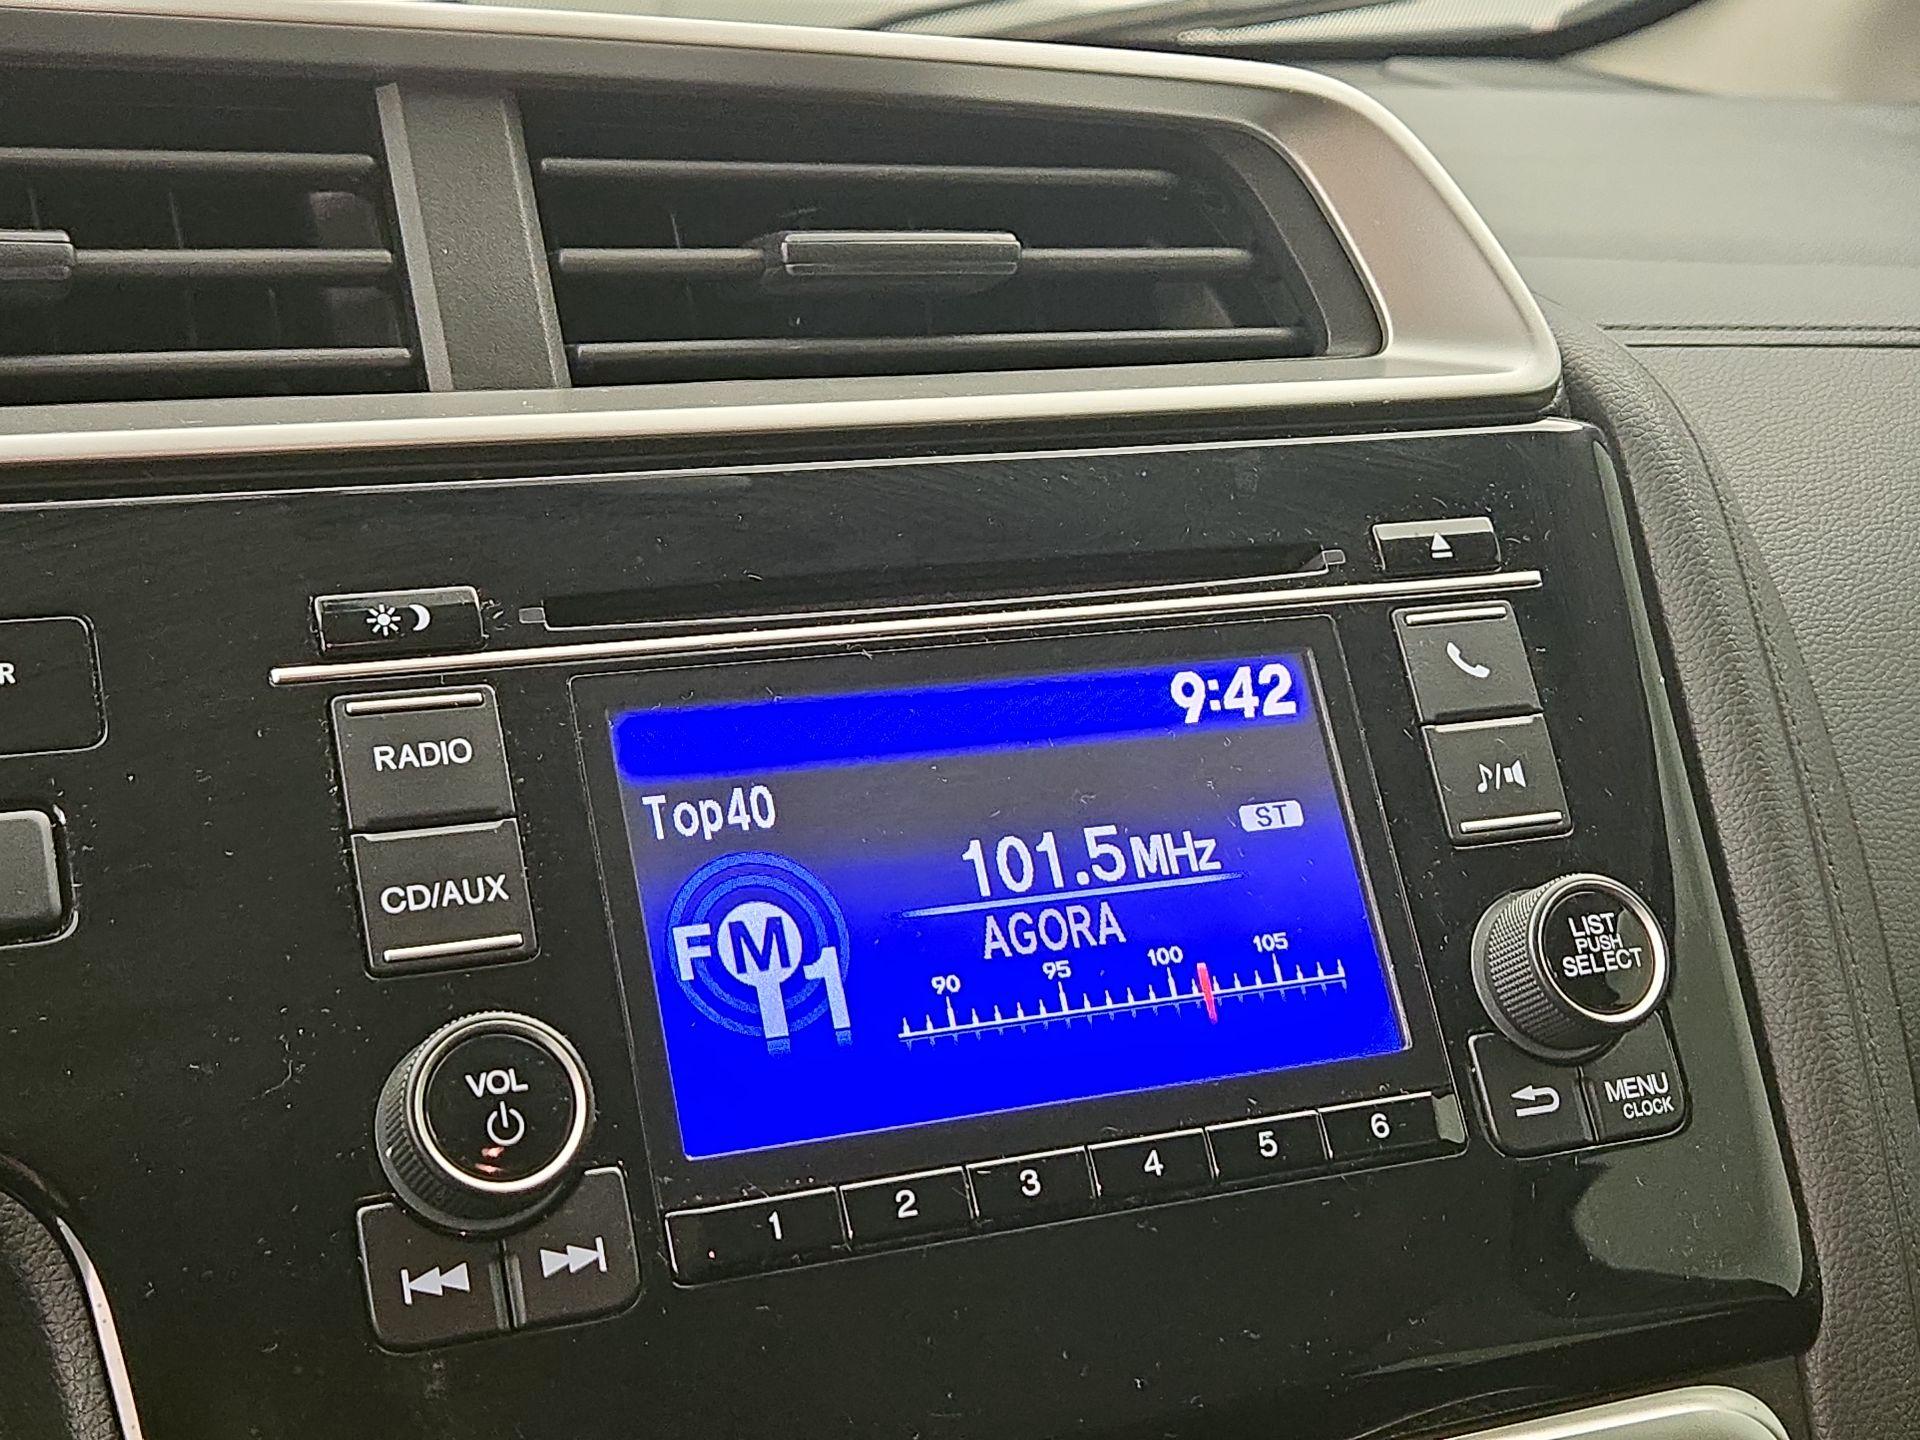 R
RADIO
CD/AUX
VOL
9:42
Top40
ST
101.5MHz
AGORA
FM1
90 95 100 105
LIST
PUSH
SELECT
MENU
CLOCK
1 2 3 4 5 6